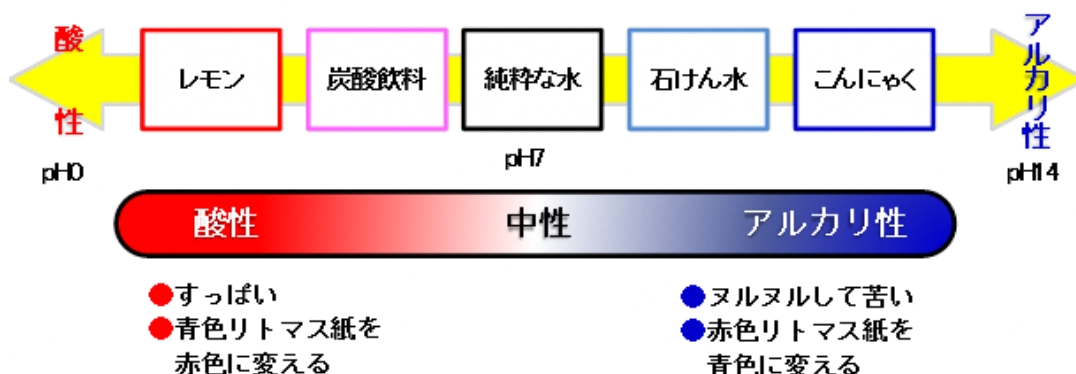 酸性
レモン
炭酸飲料
純粋な水
石けん水
こんにゃく
アルカリ性
pH0
pH7
pH14
酸性
中性
アルカリ性
●すっぱい
●青色リトマス紙を
赤色に変える
●ヌルヌルして苦い
●赤色リトマス紙を
青色に変える